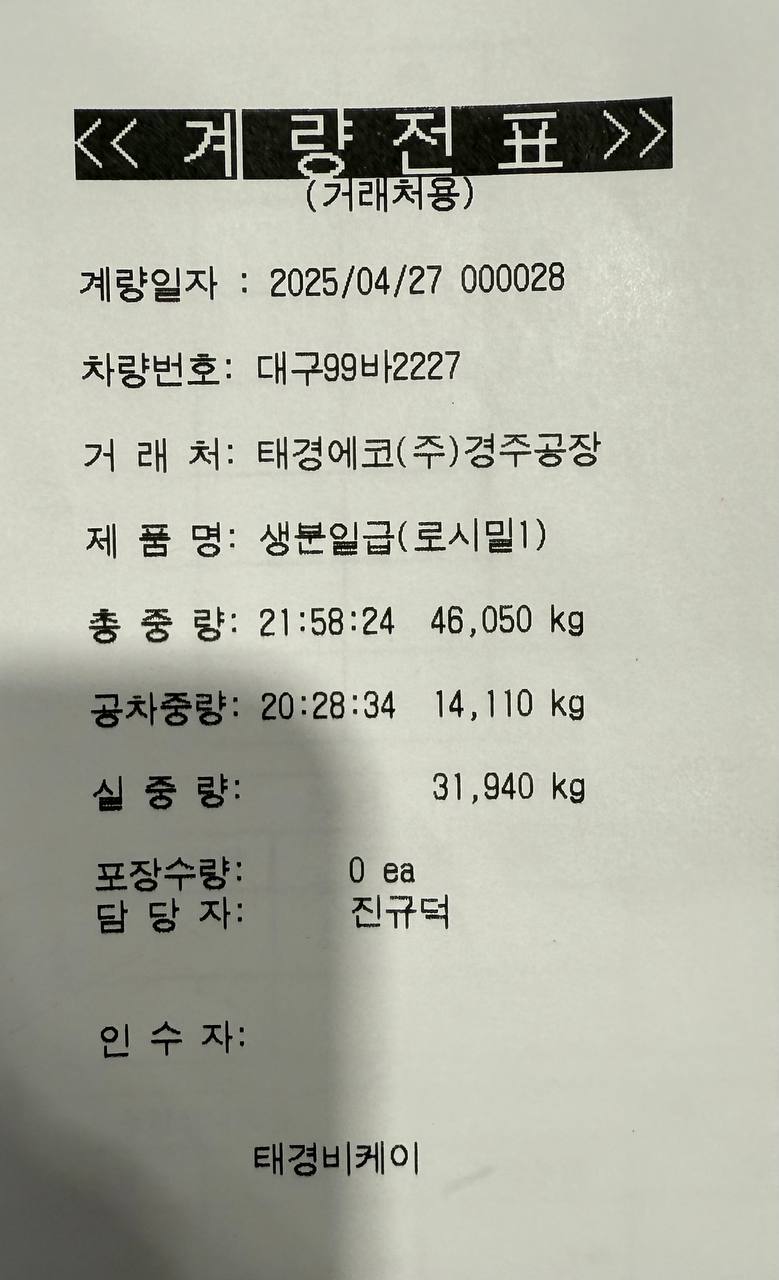 << 계 량 전 표 >>
(거래처용)
계량일자 : 2025/04/27 000028
차량번호: 대구99바2227
거 래 처: 태경에코(주)경주공장
제 품 명: 생분일급(로시밀1)
총 중 량: 21:58:24 46,050 kg
공차중량: 20:28:34 14,110 kg
실 중 량: 31,940 kg
포장수량: 0 ea
담 당 자: 진규덕
인 수 자:
태경비케이